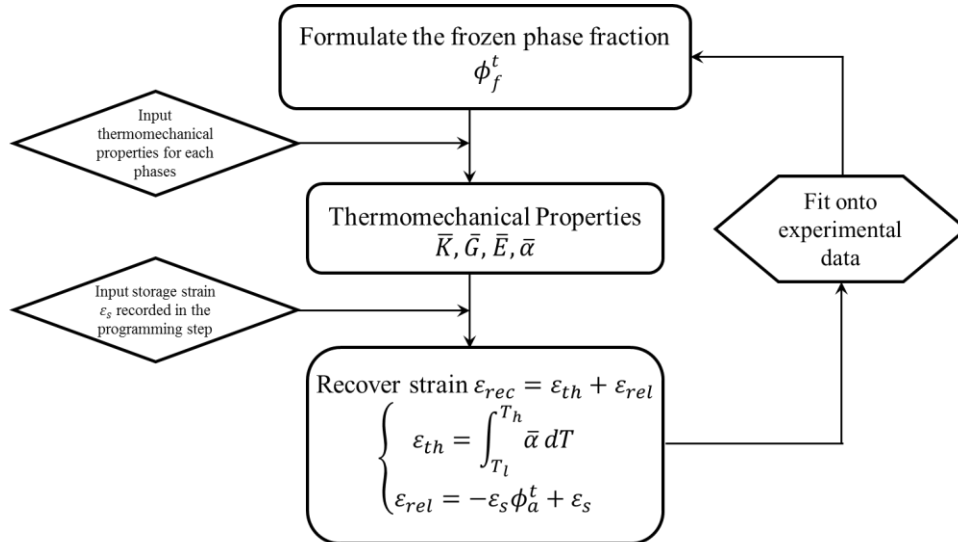 Formulate the frozen phase fraction
𝜙_f^t
Input
thermomechanical
properties for each
phases
Thermomechanical Properties
K̅, G̅, E̅, α̅
Fit onto
experimental
data
Input storage strain
ε_s recorded in the
programming step
Recover strain ε_rec = ε_th + ε_rel
ε_th = ∫_{T_l}^{T_h} α̅ dT
ε_rel = −ε_s ϕ_a^t + ε_s